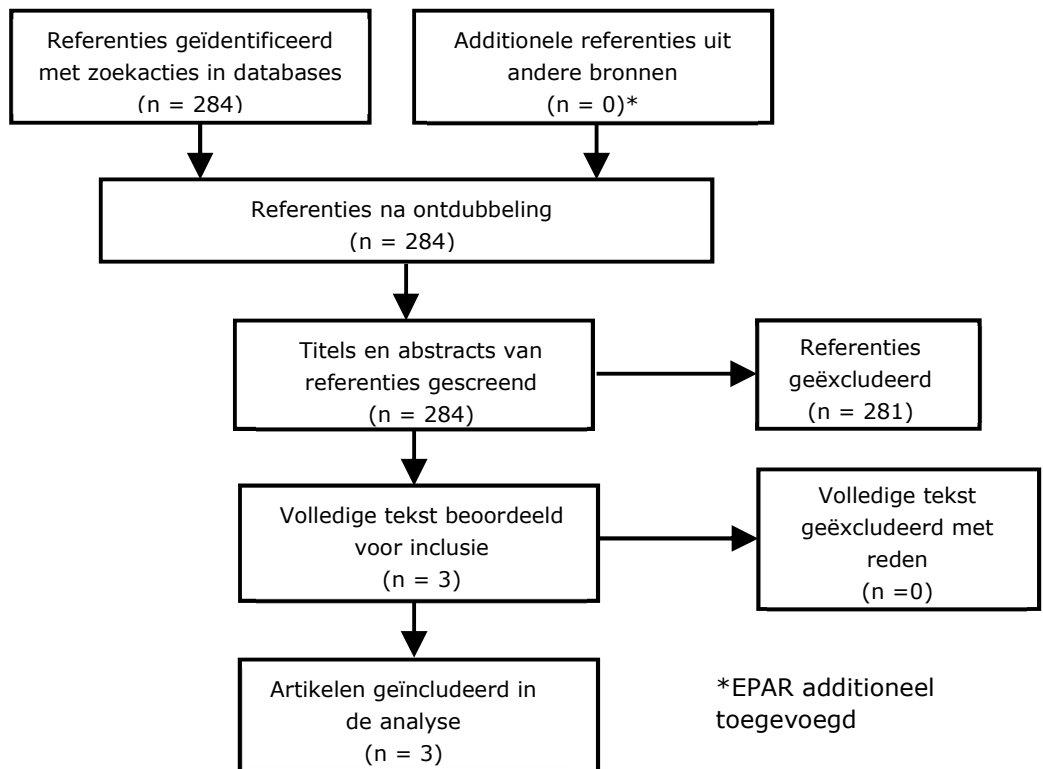 Referenties geïdentificeerd
met zoekacties in databases
(n = 284)
Additionele referenties uit
andere bronnen
(n = 0)*
Referenties na ontdubbeling
(n = 284)
Titels en abstracts van
referenties gescreend
(n = 284)
Referenties
geëxcludeerd
(n = 281)
Volledige tekst beoordeeld
voor inclusie
(n = 3)
Volledige tekst
geëxcludeerd met
reden
(n =0)
Artikelen geïncludeerd in
de analyse
(n = 3)
*EPAR additioneel
toegevoegd